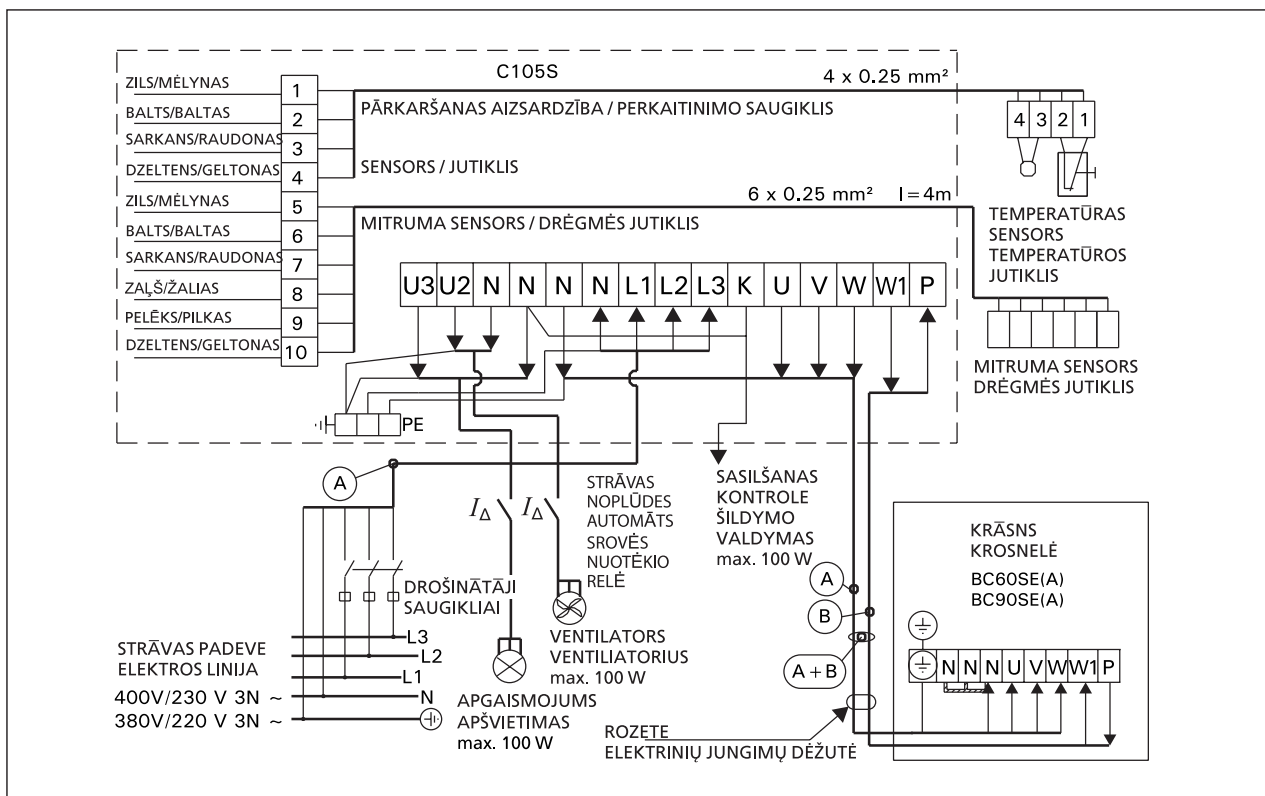 C105S
4 x 0.25 mm²
ZILS/MĖLYNAS 1
BALTS/BALTAS 2
SARKANS/RAUDONAS 3
DZELTENS/GELTONAS 4
ZILS/MĖLYNAS 5
BALTS/BALTAS 6
SARKANS/RAUDONAS 7
ZAĻŠ/ŽALIAS 8
PELĒKS/PILKAS 9
DZELTENS/GELTONAS 10
PĀRKARŠANAS AIZSARDZĪBA / PERKAITINIMO SAUGIKLIS
SENSORS / JUTIKLIS
4 3 2 1
6 x 0.25 mm² l = 4m
MITRUMA SENSORS / DRĖGMĖS JUTIKLIS
TEMPERATŪRAS
SENSORS
TEMPERATŪROS
JUTIKLIS
U3 U2 N N N N L1 L2 L3 K U V W W1 P
MITRUMA SENSORS
DRĖGMĖS JUTIKLIS
PE
A
I∆
I∆
STRĀVAS
NOPLŪDES
AUTOMĀTS
SROVĖS
NUOTĖKIO
RELĖ
SASILŠANAS
KONTROLE
ŠILDYMO
VALDYMAS
max. 100 W
A
B
A + B
KRĀSNS
KROSNELĖ
BC60SE(A)
BC90SE(A)
N N N U V W W1 P
DROŠINĀTĀJI
SAUGIKLIAI
STRĀVAS PADEVE
ELEKTROS LINIJA
400V/230 V 3N ~
380V/220 V 3N ~
L3
L2
L1
N
VENTILATORS
VENTILIATORIUS
max. 100 W
APGAISMOJUMS
APŠVIETIMAS
max. 100 W
ROZETE
ELEKTRINIŲ JUNGIMŲ DĖŽUTĖ